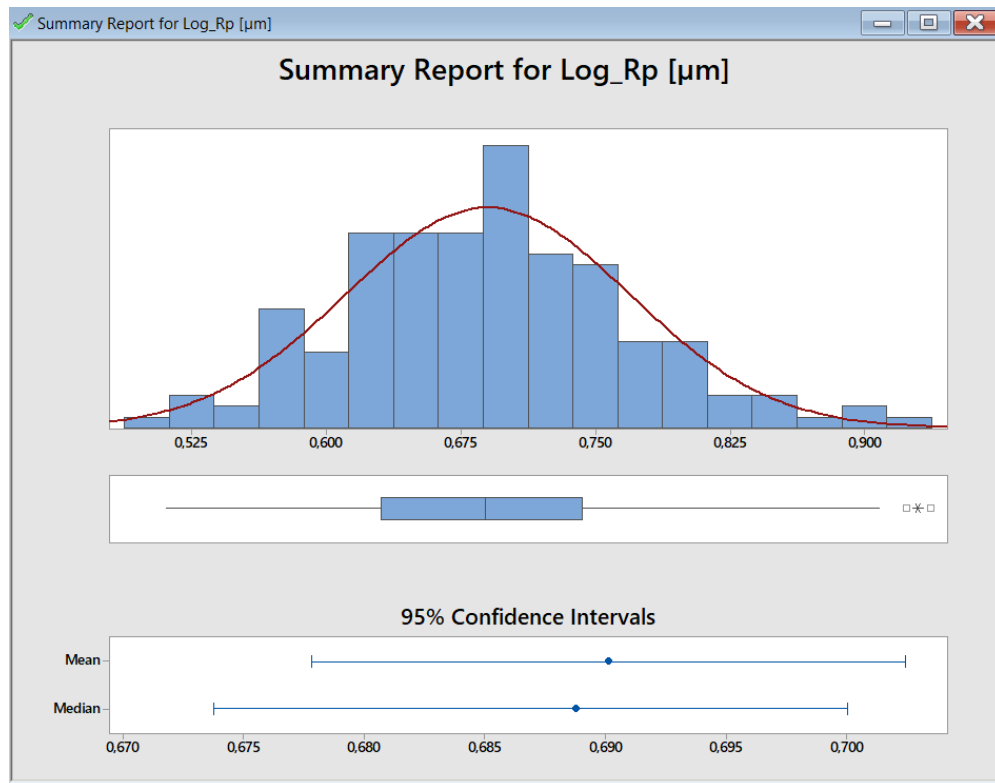 Summary Report for Log_Rp [µm]
Summary Report for Log_Rp [µm]
0,525 0,600 0,675 0,750 0,825 0,900
95% Confidence Intervals
Mean
Median
0,670 0,675 0,680 0,685 0,690 0,695 0,700